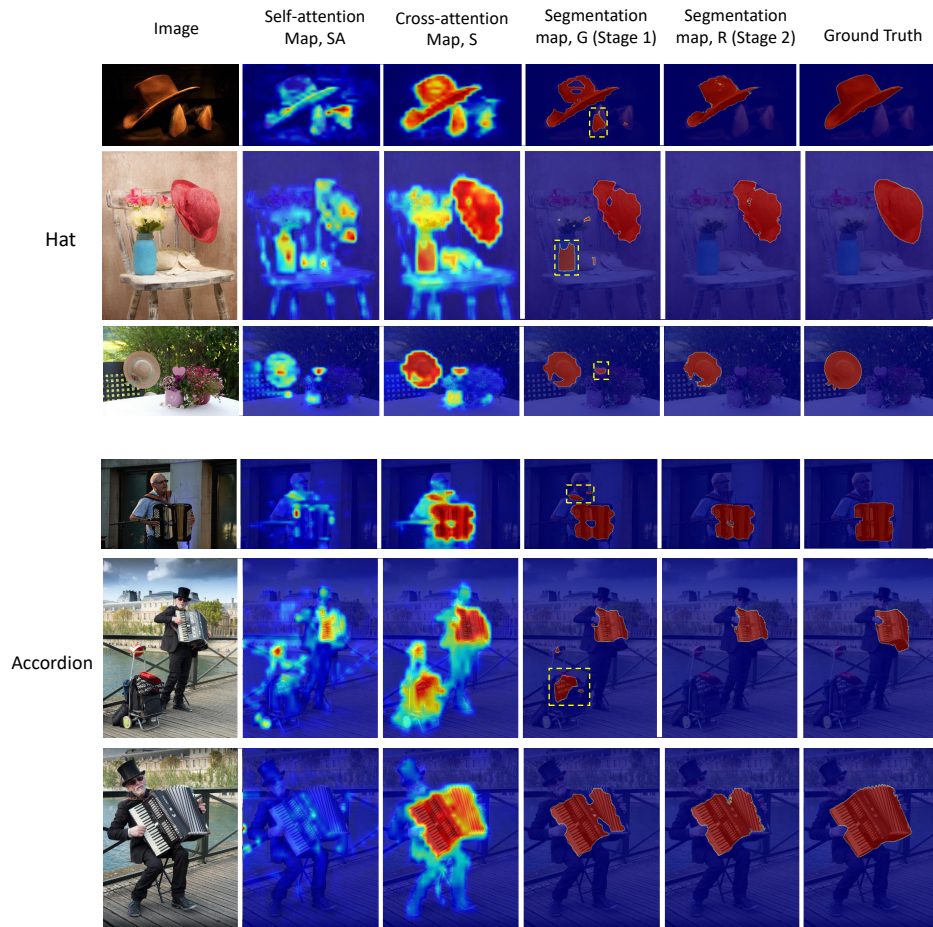 Image
Self-attention
Map, SA
Cross-attention
Map, S
Segmentation
map, G (Stage 1)
Segmentation
map, R (Stage 2)
Ground Truth
Hat
Accordion